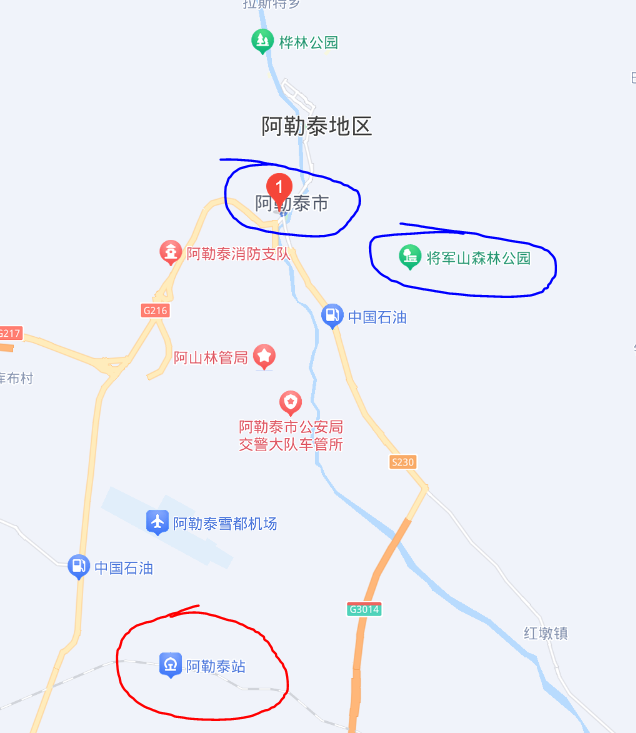 拉斯特乡
桦林公园
阿勒泰地区
1
阿勒泰市
阿勒泰消防支队
将军山森林公园
G216
中国石油
G217
阿山林管局
库布村
阿勒泰市公安局
交警大队车管所
S230
阿勒泰雪都机场
中国石油
G3014
红墩镇
阿勒泰站